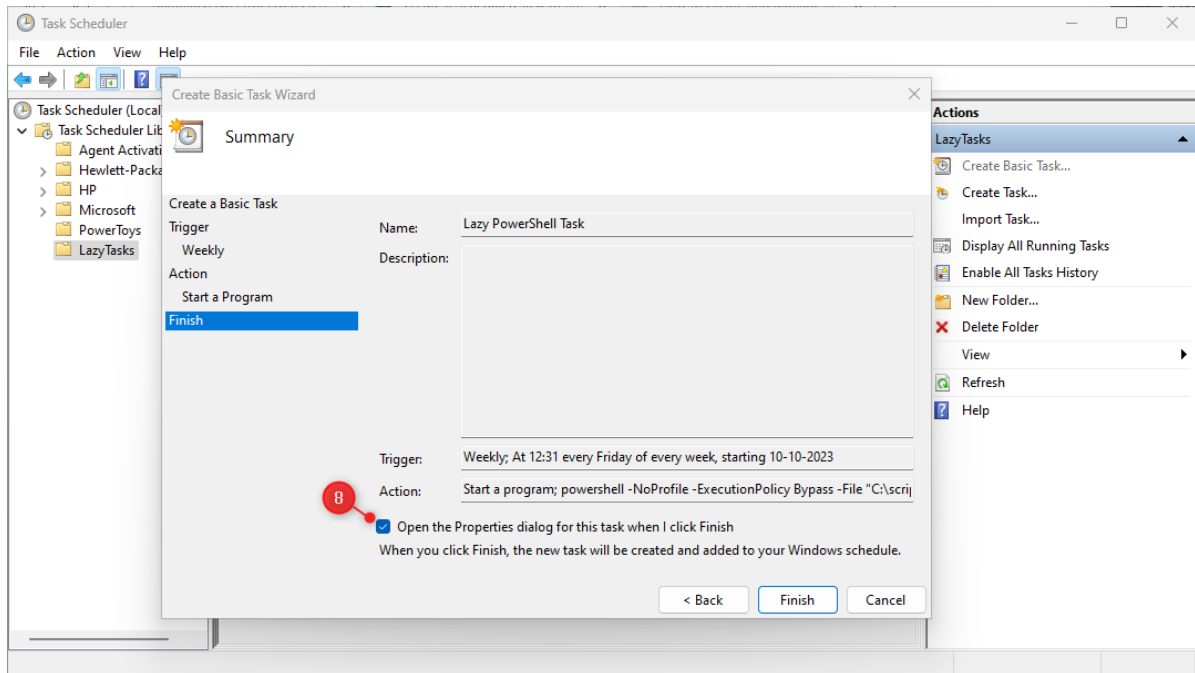 Task Scheduler
File Action View Help
Task Scheduler (Local
Task Scheduler Lib
Agent Activati
Hewlett-Packa
HP
Microsoft
PowerToys
LazyTasks
Create Basic Task Wizard
Summary
Create a Basic Task
Trigger
Weekly
Action
Start a Program
Finish
Name: Lazy PowerShell Task
Description:
Trigger: Weekly; At 12:31 every Friday of every week, starting 10-10-2023
Action: Start a program; powershell -NoProfile -ExecutionPolicy Bypass -File "C:\scrip
8
Open the Properties dialog for this task when I click Finish
When you click Finish, the new task will be created and added to your Windows schedule.
< Back Finish Cancel
Actions
LazyTasks
Create Basic Task...
Create Task...
Import Task...
Display All Running Tasks
Enable All Tasks History
New Folder...
Delete Folder
View
Refresh
Help